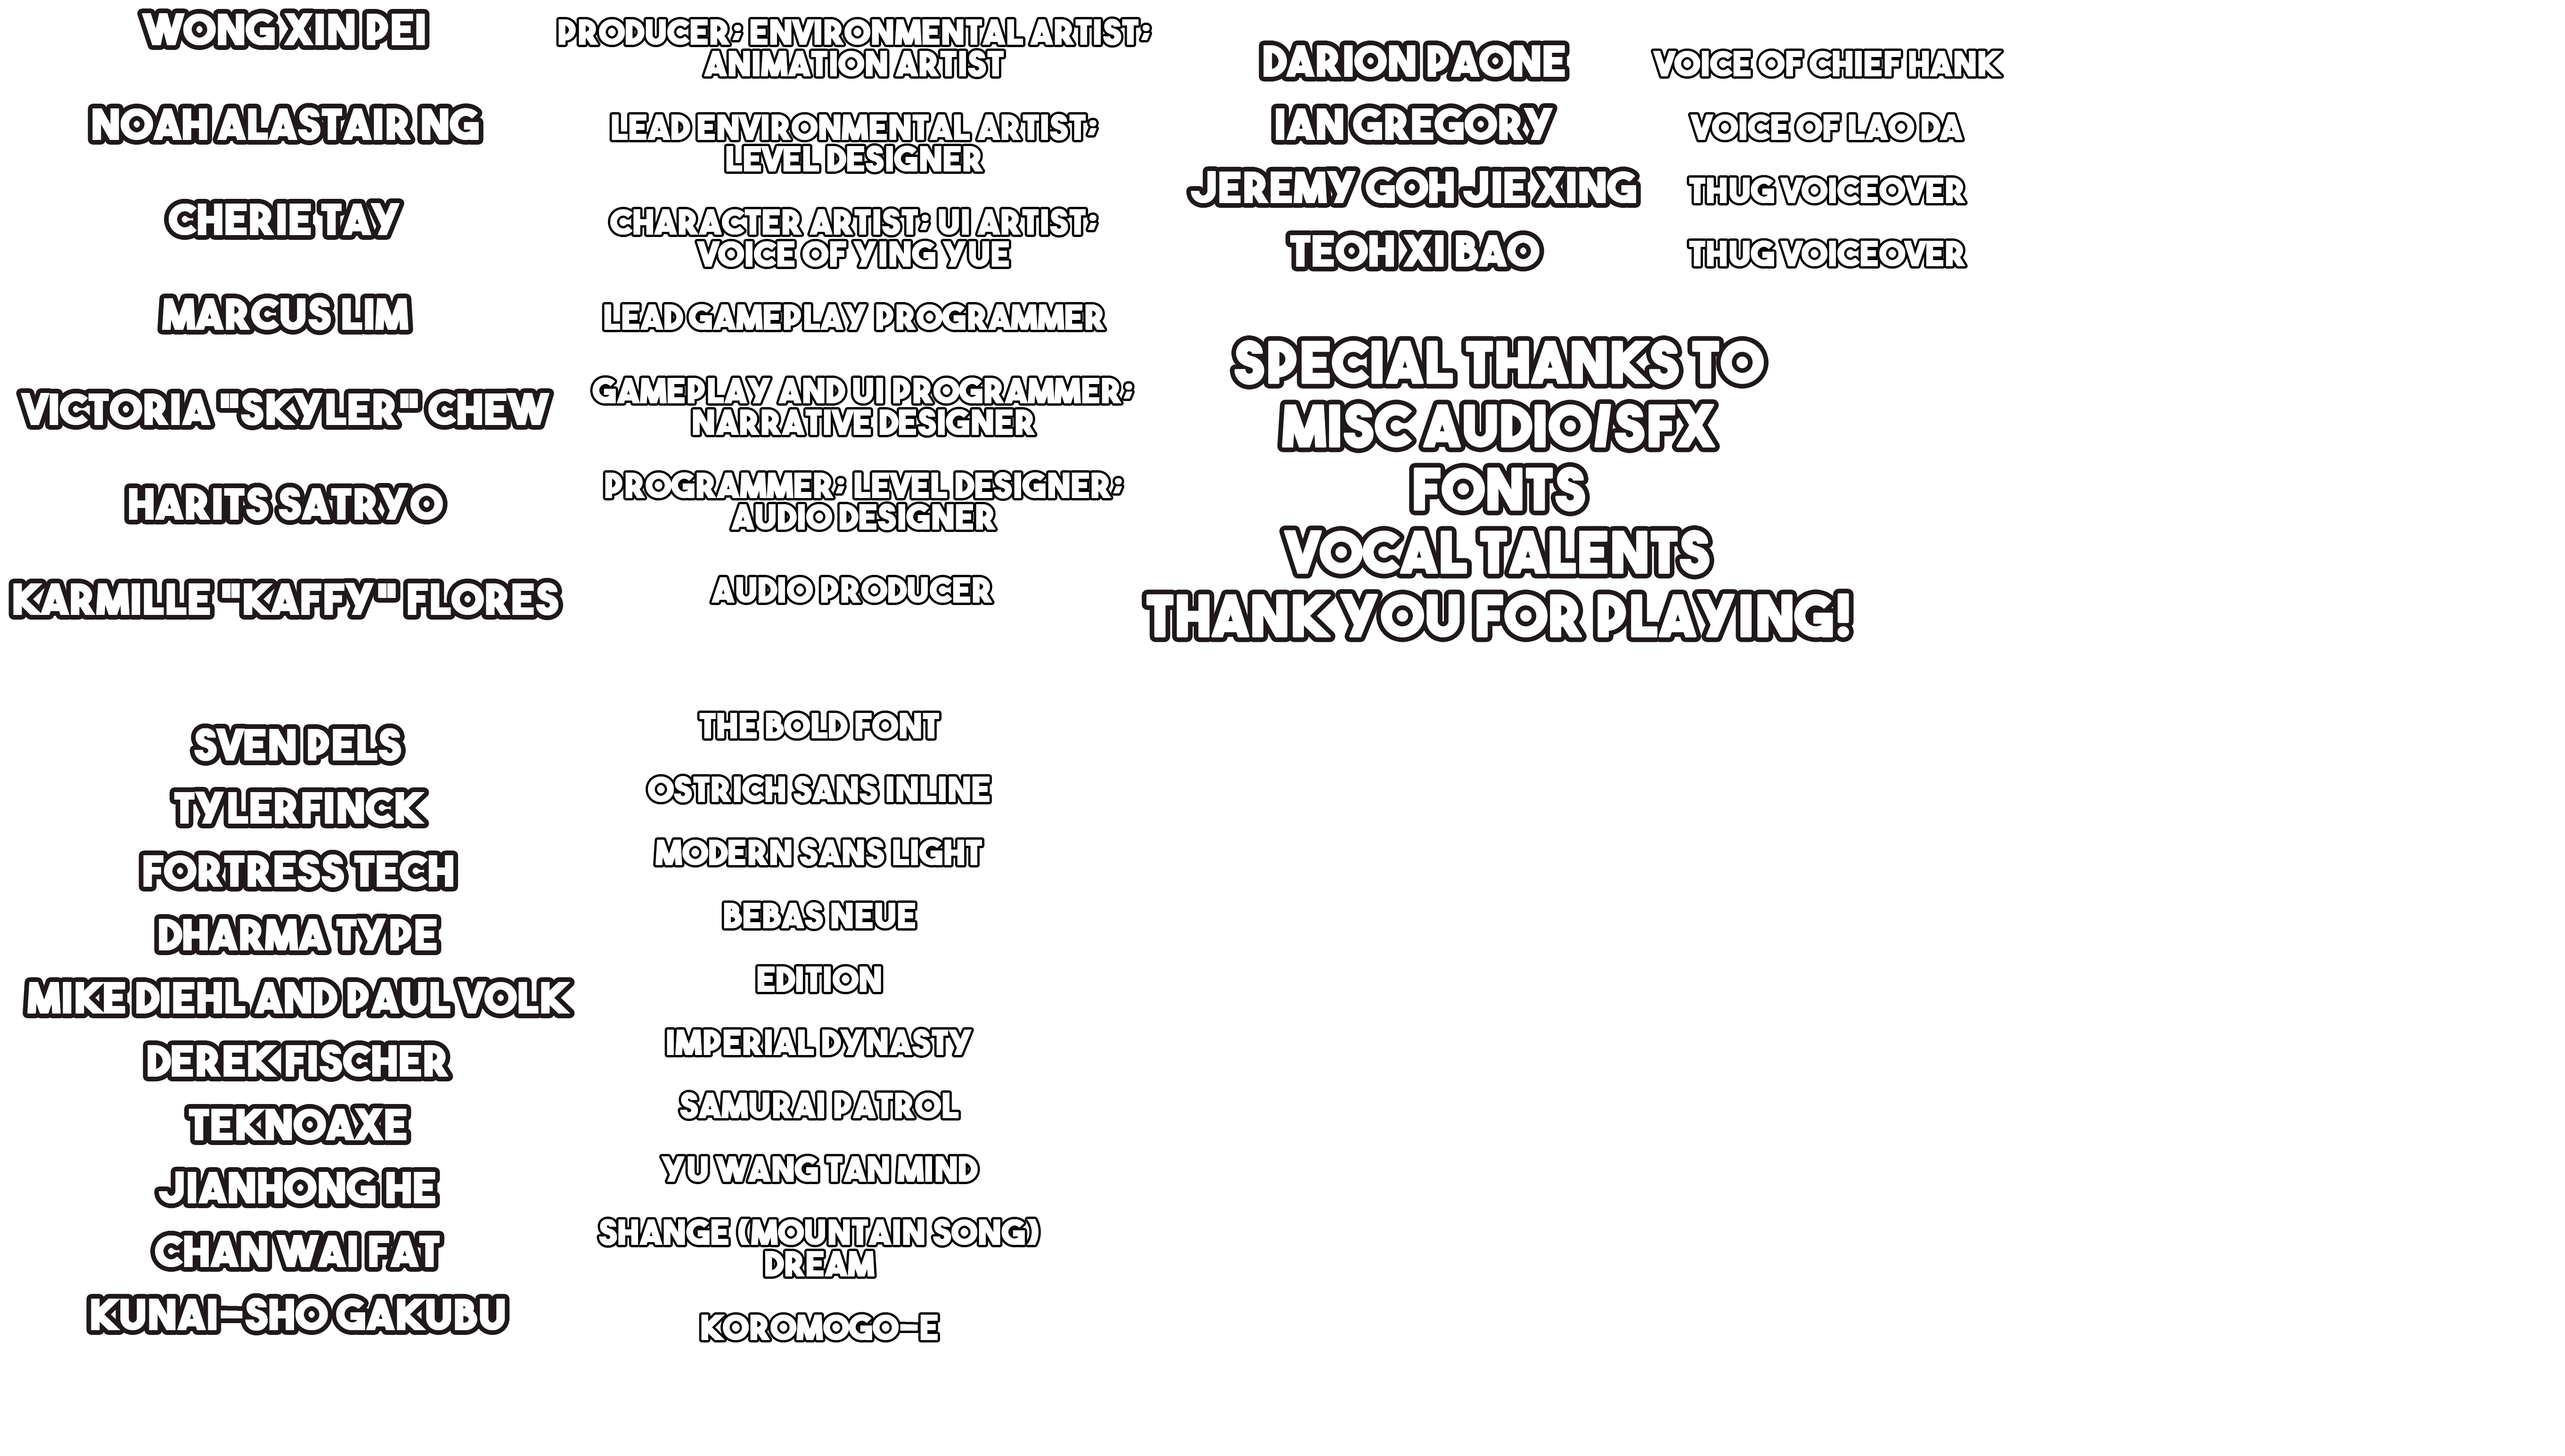 WONG XIN PEI
PRODUCER; ENVIRONMENTAL ARTIST;
ANIMATION ARTIST
NOAH ALASTAIR NG
LEAD ENVIRONMENTAL ARTIST;
LEVEL DESIGNER
CHERIE TAY
CHARACTER ARTIST; UI ARTIST;
VOICE OF YING YUE
MARCUS LIM
LEAD GAMEPLAY PROGRAMMER
VICTORIA "SKYLER" CHEW
GAMEPLAY AND UI PROGRAMMER;
NARRATIVE DESIGNER
HARITS SATRYO
PROGRAMMER; LEVEL DESIGNER;
AUDIO DESIGNER
KARMILLE "KAFFY" FLORES
AUDIO PRODUCER
SVEN PELS
THE BOLD FONT
TYLERFINCK
OSTRICH SANS INLINE
FORTRESS TECH
MODERN SANS LIGHT
DHARMA TYPE
BEBAS NEUE
MIKE DIEHL AND PAUL VOLK
EDITION
DEREK FISCHER
IMPERIAL DYNASTY
TEKNOAXE
SAMURAI PATROL
JIANHONG HE
YU WANG TAN MIND
CHAN WAI FAT
SHANGE (MOUNTAIN SONG)
DREAM
KUNAI-SHO GAKUBU
KOROMOGO-E
DARION PAONE
VOICE OF CHIEF HANK
IAN GREGORY
VOICE OF LAO DA
JEREMY GOH JIE XING
THUG VOICEOVER
TEOH XI BAO
THUG VOICEOVER
SPECIAL THANKS TO
MISC AUDIO/SFX
FONTS
VOCAL TALENTS
THANK YOU FOR PLAYING!